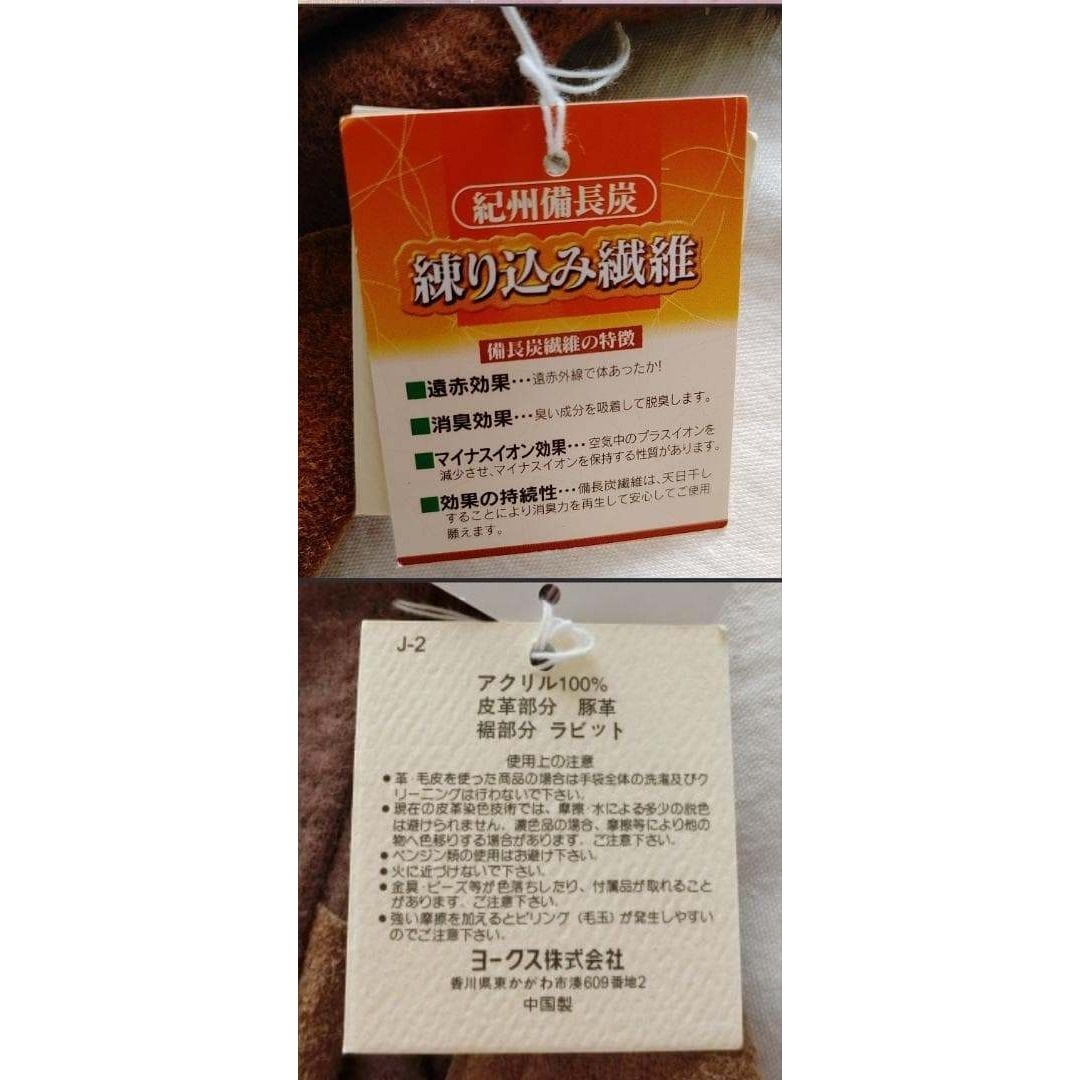 紀州備長炭
練り込み繊維
備長炭繊維の特徴
■遠赤効果…遠赤外線で体あったか!
■消臭効果…臭い成分を吸着して脱臭します。
■マイナスイオン効果…空気中のプラスイオンを
減少させ、マイナスイオンを保持する性質があります。
■効果の持続性…備長炭繊維は、天日干し
することにより消臭力を再生して安心してご使用
願えます。
J-2
アクリル100%
皮革部分 豚革
裾部分 ラビット
使用上の注意
●革・毛皮を使った商品の場合は手袋全体の洗濯及びク
リーニングは行わないで下さい.
●現在の皮革染色技術では、摩擦・水による多少の脱色
は避けられません. 濃色品の場合、摩擦等により他の
物へ色移りする場合があります. ご注意下さい.
●ベンジン類の使用はお避け下さい.
●火に近づけないで下さい.
●金具・ビーズ等が色落ちしたり、付属品が取れること
があります. ご注意下さい.
●強い摩擦を加えるとピリング(毛玉)が発生しやすい
のでご注意下さい.
ヨークス株式会社
香川県東かがわ市湊609番地2
中国製